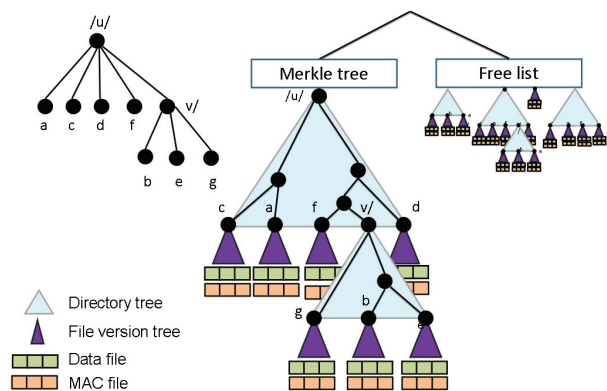 /u/
a c d f v/
b e g
Merkle tree
Free list
/u/
c a f v/ d
g b e
Directory tree
File version tree
Data file
MAC file